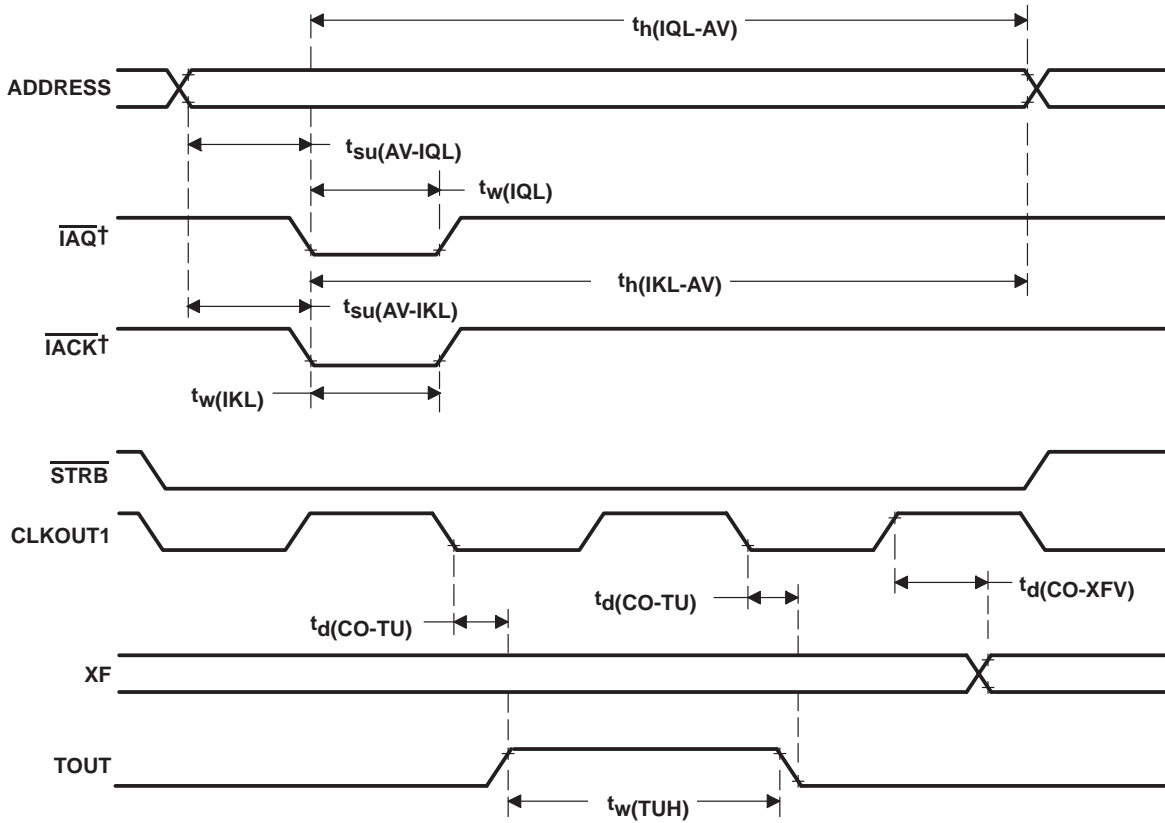 th(IQL-AV)
ADDRESS
tsu(AV-IQL)
tw(IQL)
IAQ†
th(IKL-AV)
tsu(AV-IKL)
IACK†
tw(IKL)
STRB
CLKOUT1
td(CO-TU)
td(CO-XFV)
td(CO-TU)
XF
TOUT
tw(TUH)